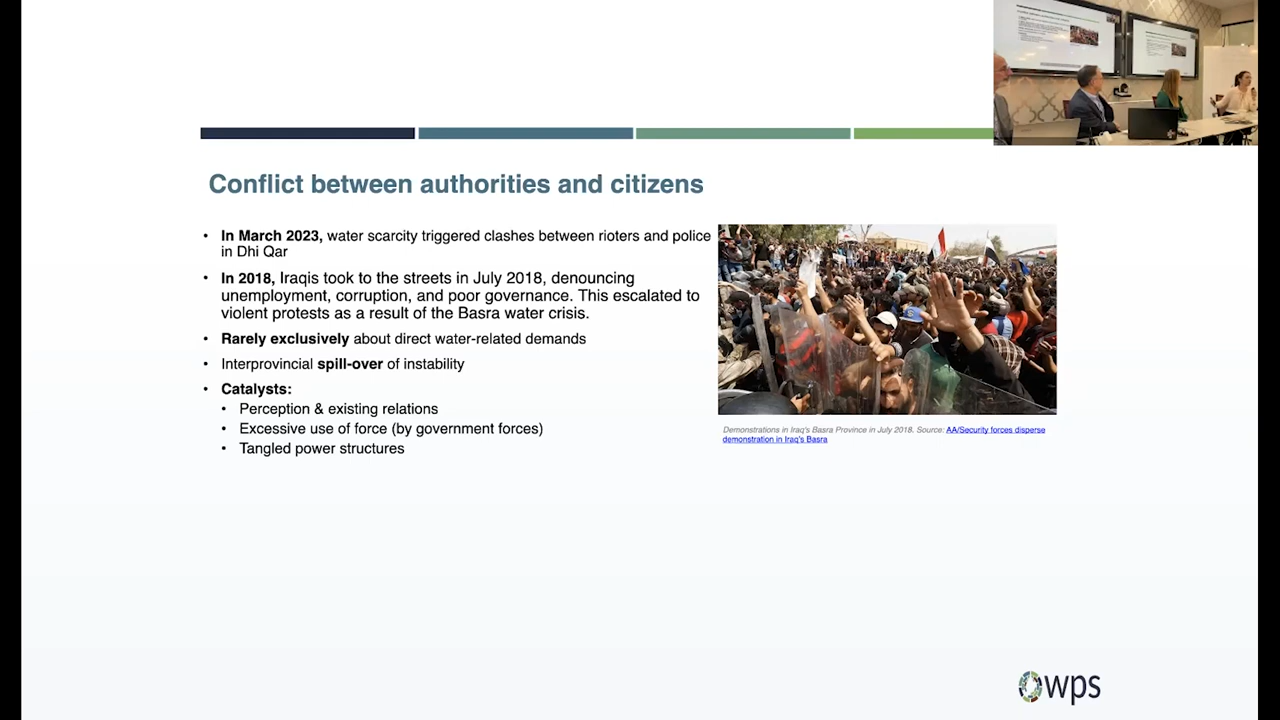 Conflict between authorities and citizens
• In March 2023, water scarcity triggered clashes between rioters and police
in Dhi Qar
• In 2018, Iraqis took to the streets in July 2018, denouncing
unemployment, corruption, and poor governance. This escalated to
violent protests as a result of the Basra water crisis.
• Rarely exclusively about direct water-related demands
• Interprovincial spill-over of instability
• Catalysts:
• Perception & existing relations
• Excessive use of force (by government forces)
• Tangled power structures
Demonstrations in Iraq's Basra Province in July 2018. Source: AA/Security forces disperse
demonstration in Iraq's Basra
wps